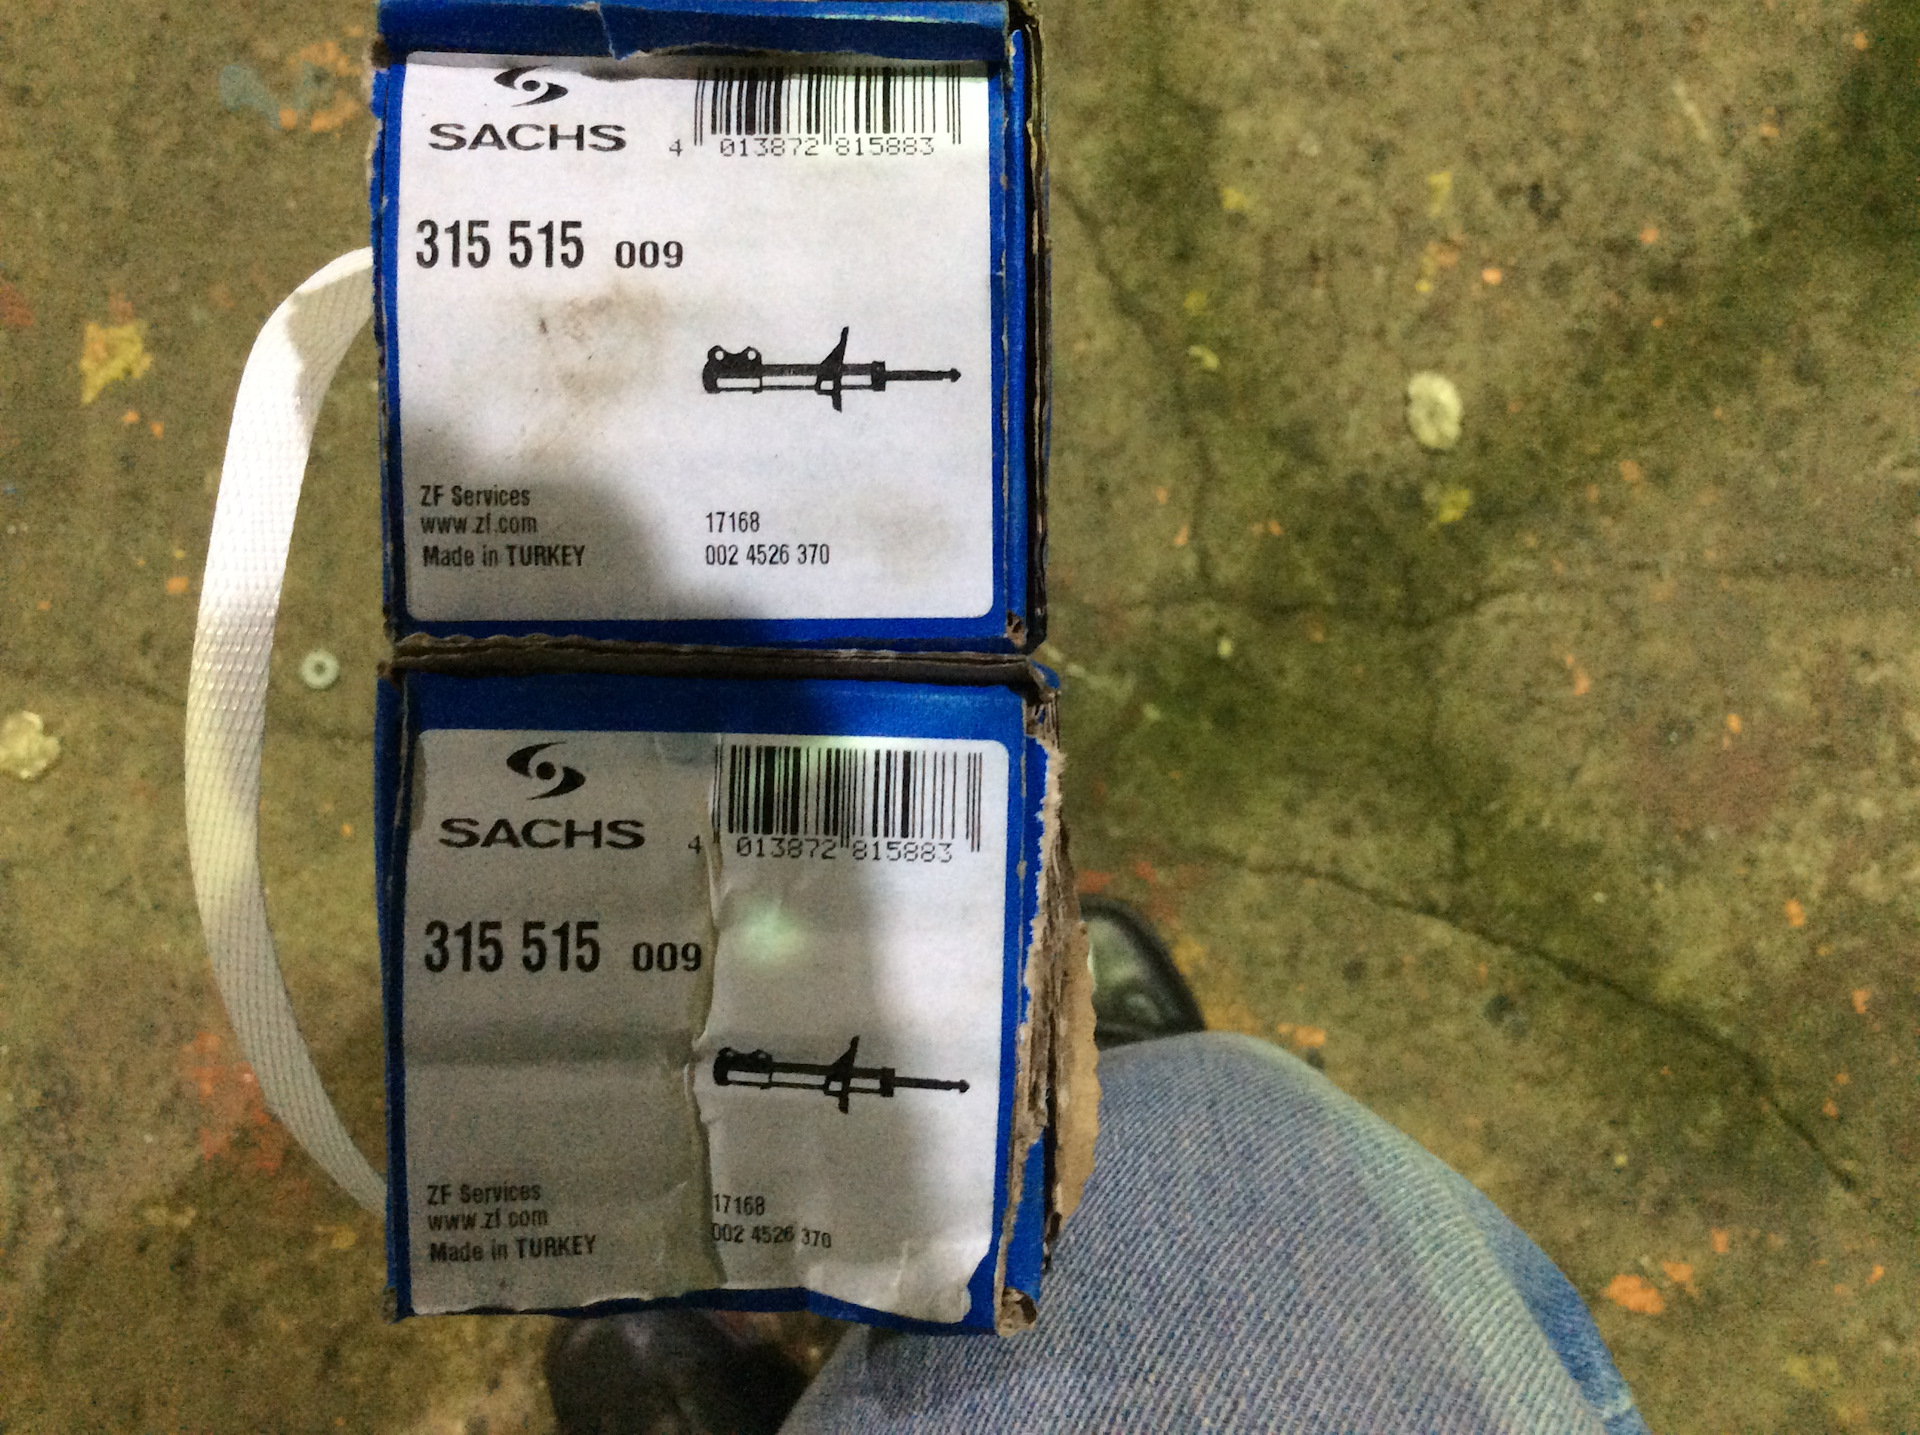 SACHS
4 013872 815883
315 515 009
ZF Services
www.zf.com
Made in TURKEY
17168
002 4526 370
SACHS
4 013872 815883
315 515 009
ZF Services
www.zf.com
Made in TURKEY
17168
002 4526 370